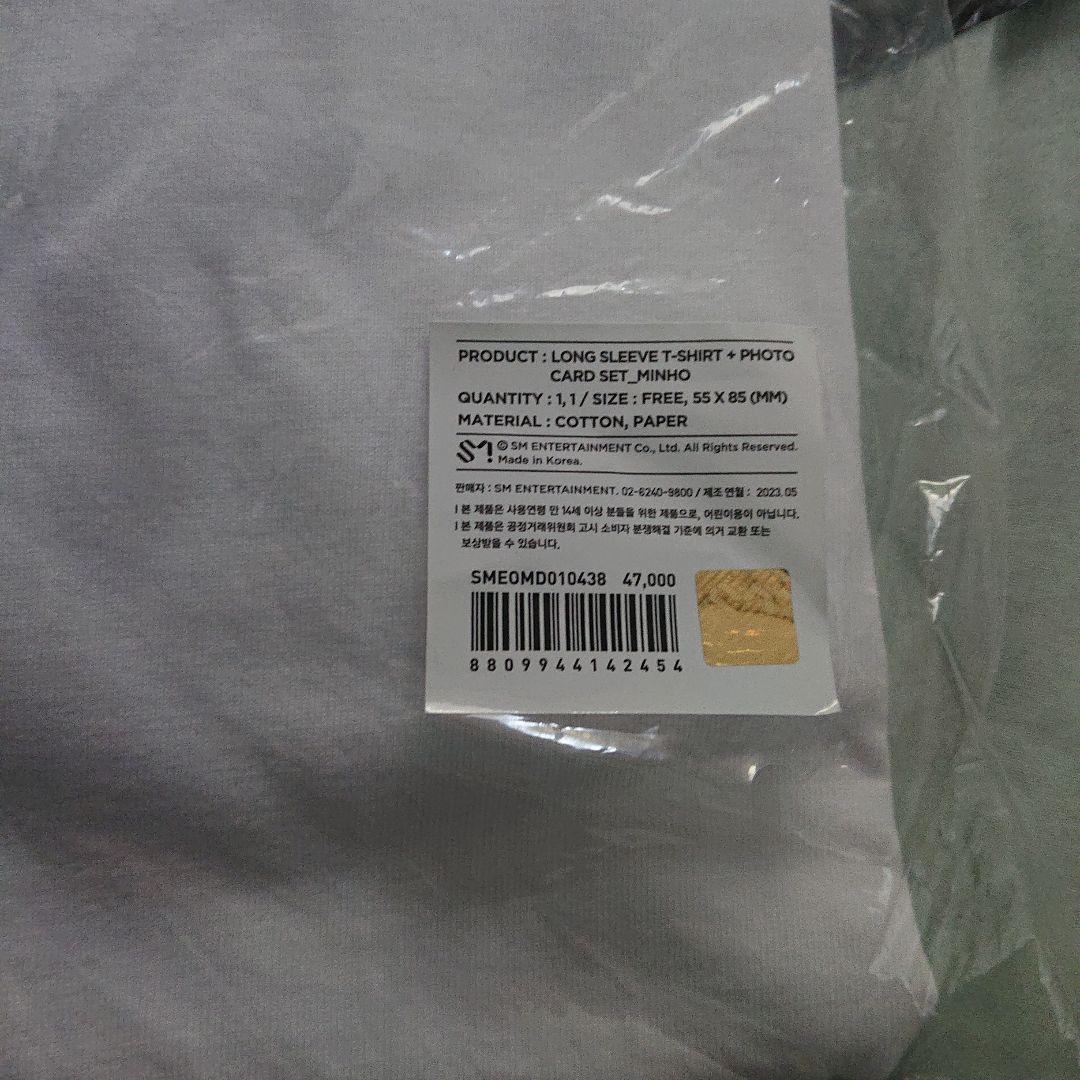 PRODUCT : LONG SLEEVE T-SHIRT + PHOTO
CARD SET_MINHO
QUANTITY : 1, 1 / SIZE : FREE, 55 X 85 (MM)
MATERIAL : COTTON, PAPER
SM! © SM ENTERTAINMENT Co., Ltd. All Rights Reserved.
Made in Korea.
판매자 : SM ENTERTAINMENT. 02-6240-9800 / 제조연월 : 2023.05
l 본 제품은 사용연령 만 14세 이상 분들을 위한 제품으로, 어린이용이 아닙니다.
l 본 제품은 공정거래위원회 고시 소비자 분쟁해결 기준에 의거 교환 또는
보상받을 수 있습니다.
SMEOMD010438 47,000
8809944142454